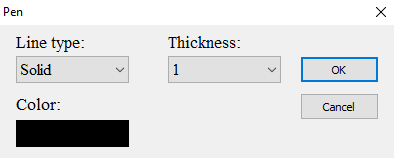 Pen
Line type:
Thickness:
Solid
1
OK
Color:
Cancel